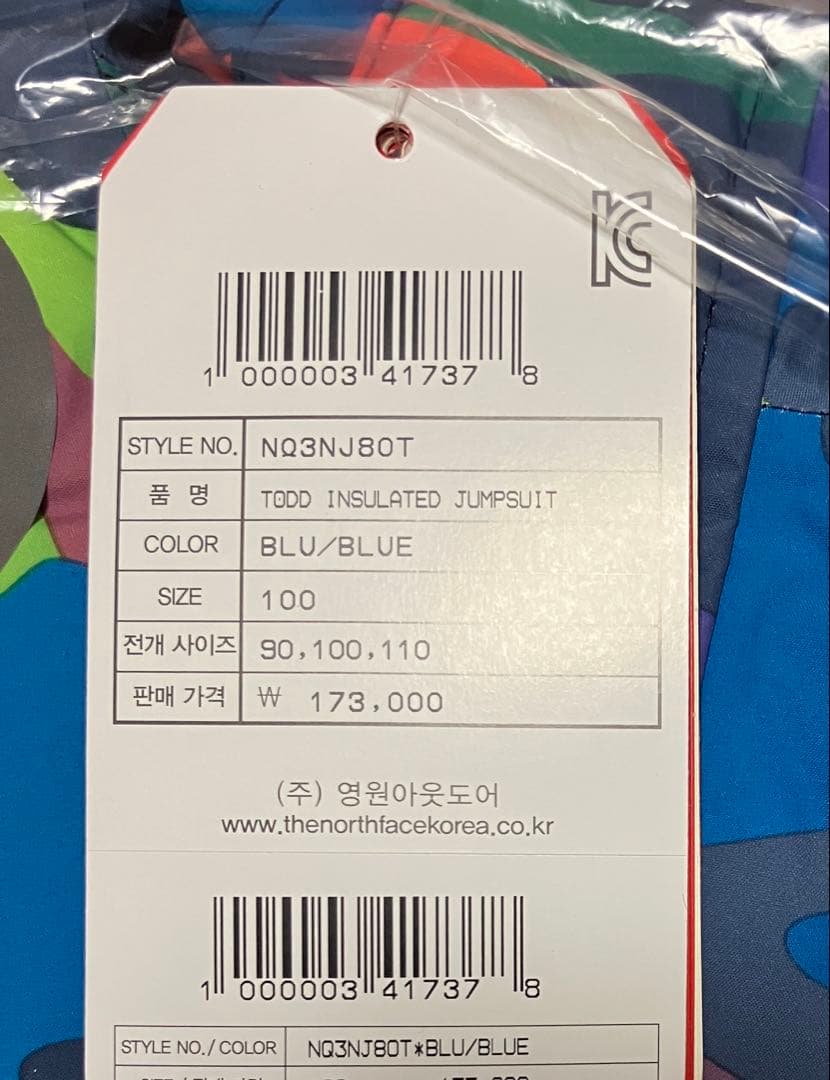 KC
1 000003 41737 8
STYLE NO. NQ3NJ80T
품 명 TODD INSULATED JUMPSUIT
COLOR BLU/BLUE
SIZE 100
전개 사이즈 90,100,110
판매 가격 ₩ 173,000
(주) 영원아웃도어
www.thenorthfacekorea.co.kr
1 000003 41737 8
STYLE NO./COLOR NQ3NJ80T*BLU/BLUE